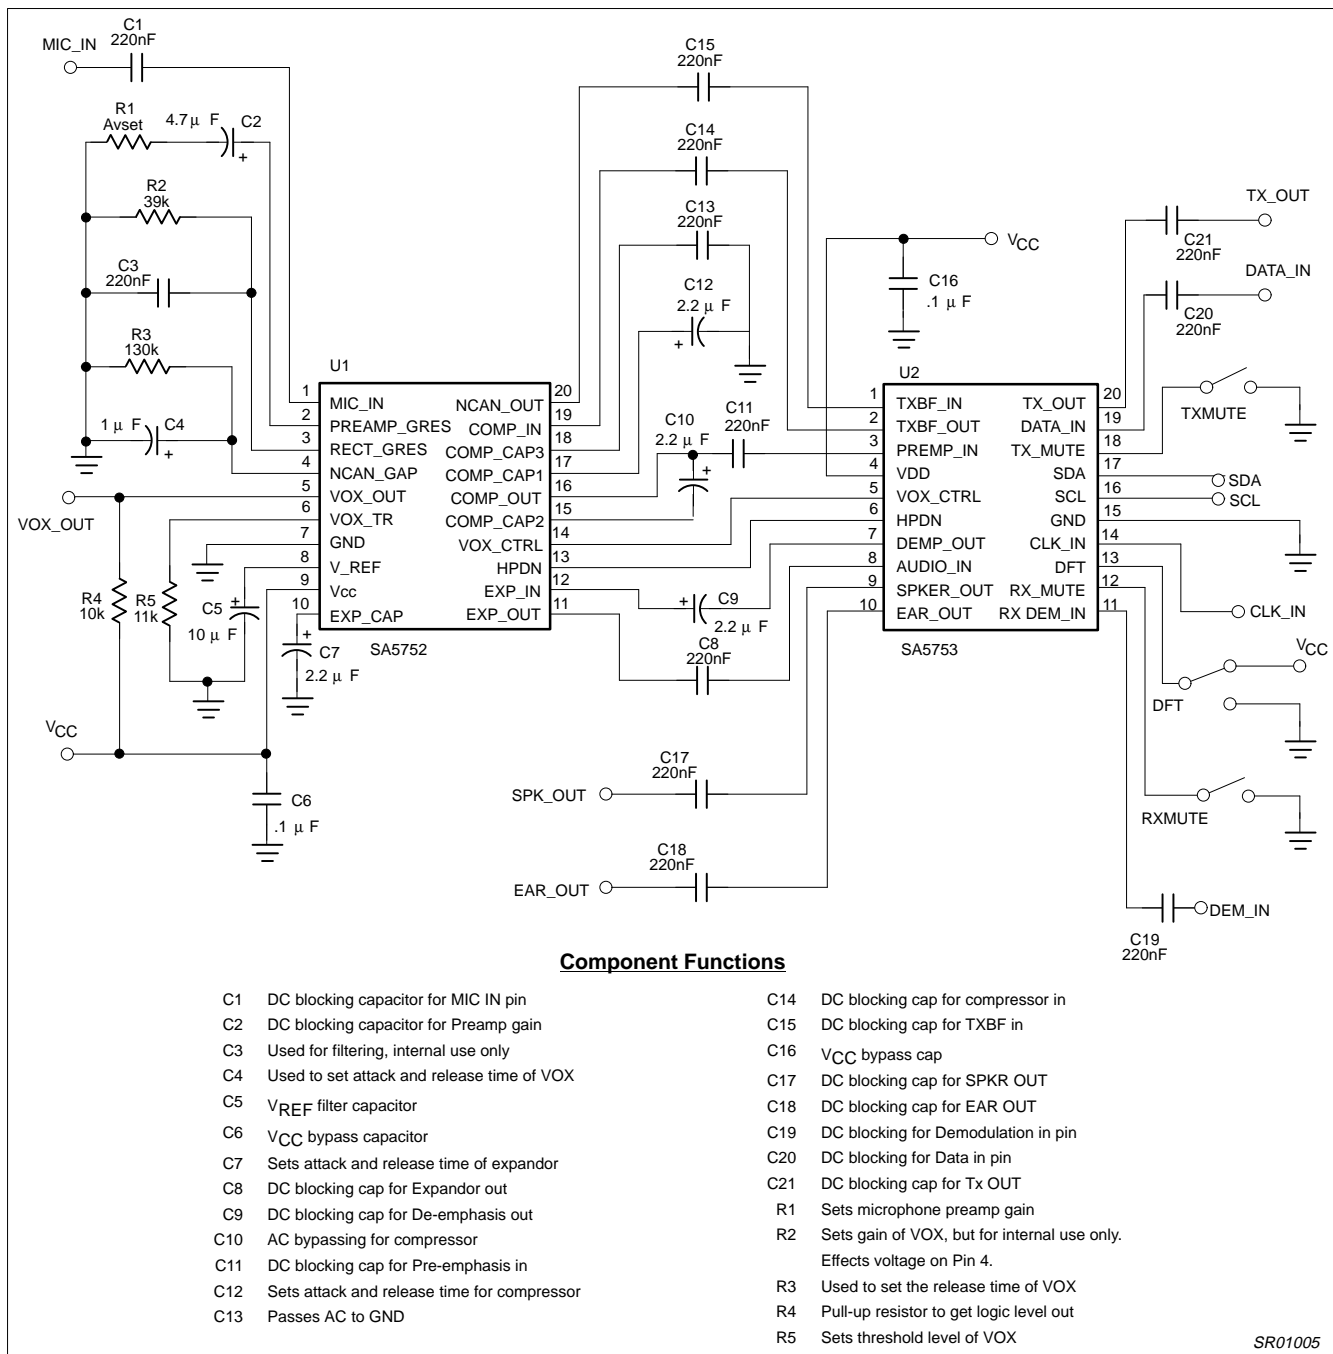 C1
220nF
MIC_IN
R1
Avset
4.7μ F
C2
+
R2
39k
C3
220nF
R3
130k
1 μ F
C4
+
VOX_OUT
R4
10k
R5
11k
C5
+
10 μ F
C7
+
2.2 μ F
VCC
C6
.1 μ F
U1
1
MIC_IN
2
PREAMP_GRES
3
RECT_GRES
4
NCAN_GAP
5
VOX_OUT
6
VOX_TR
7
GND
8
V_REF
9
Vcc
10
EXP_CAP
NCAN_OUT
20
COMP_IN
19
COMP_CAP3
18
COMP_CAP1
17
COMP_OUT
16
COMP_CAP2
15
VOX_CTRL
14
HPDN
13
EXP_IN
12
EXP_OUT
11
SA5752
C15
220nF
C14
220nF
C13
220nF
C12
2.2 μ F
+
C10
2.2 μ F
+
C11
220nF
+
C9
2.2 μ F
C8
220nF
C17
220nF
SPK_OUT
C18
220nF
EAR_OUT
VCC
C16
.1 μ F
U2
1
TXBF_IN
2
TXBF_OUT
3
PREMP_IN
4
VDD
5
VOX_CTRL
6
HPDN
7
DEMP_OUT
8
AUDIO_IN
9
SPKER_OUT
10
EAR_OUT
TX_OUT
20
DATA_IN
19
TX_MUTE
18
SDA
17
SCL
16
GND
15
CLK_IN
14
DFT
13
RX_MUTE
12
RX DEM_IN
11
SA5753
TX_OUT
C21
220nF
DATA_IN
C20
220nF
TXMUTE
SDA
SCL
CLK_IN
VCC
DFT
RXMUTE
DEM_IN
C19
220nF
Component Functions
C1 DC blocking capacitor for MIC IN pin
C2 DC blocking capacitor for Preamp gain
C3 Used for filtering, internal use only
C4 Used to set attack and release time of VOX
C5 VREF filter capacitor
C6 VCC bypass capacitor
C7 Sets attack and release time of expandor
C8 DC blocking cap for Expandor out
C9 DC blocking cap for De-emphasis out
C10 AC bypassing for compressor
C11 DC blocking cap for Pre-emphasis in
C12 Sets attack and release time for compressor
C13 Passes AC to GND
C14 DC blocking cap for compressor in
C15 DC blocking cap for TXBF in
C16 VCC bypass cap
C17 DC blocking cap for SPKR OUT
C18 DC blocking cap for EAR OUT
C19 DC blocking for Demodulation in pin
C20 DC blocking for Data in pin
C21 DC blocking cap for Tx OUT
R1 Sets microphone preamp gain
R2 Sets gain of VOX, but for internal use only.
Effects voltage on Pin 4.
R3 Used to set the release time of VOX
R4 Pull-up resistor to get logic level out
R5 Sets threshold level of VOX
SR01005